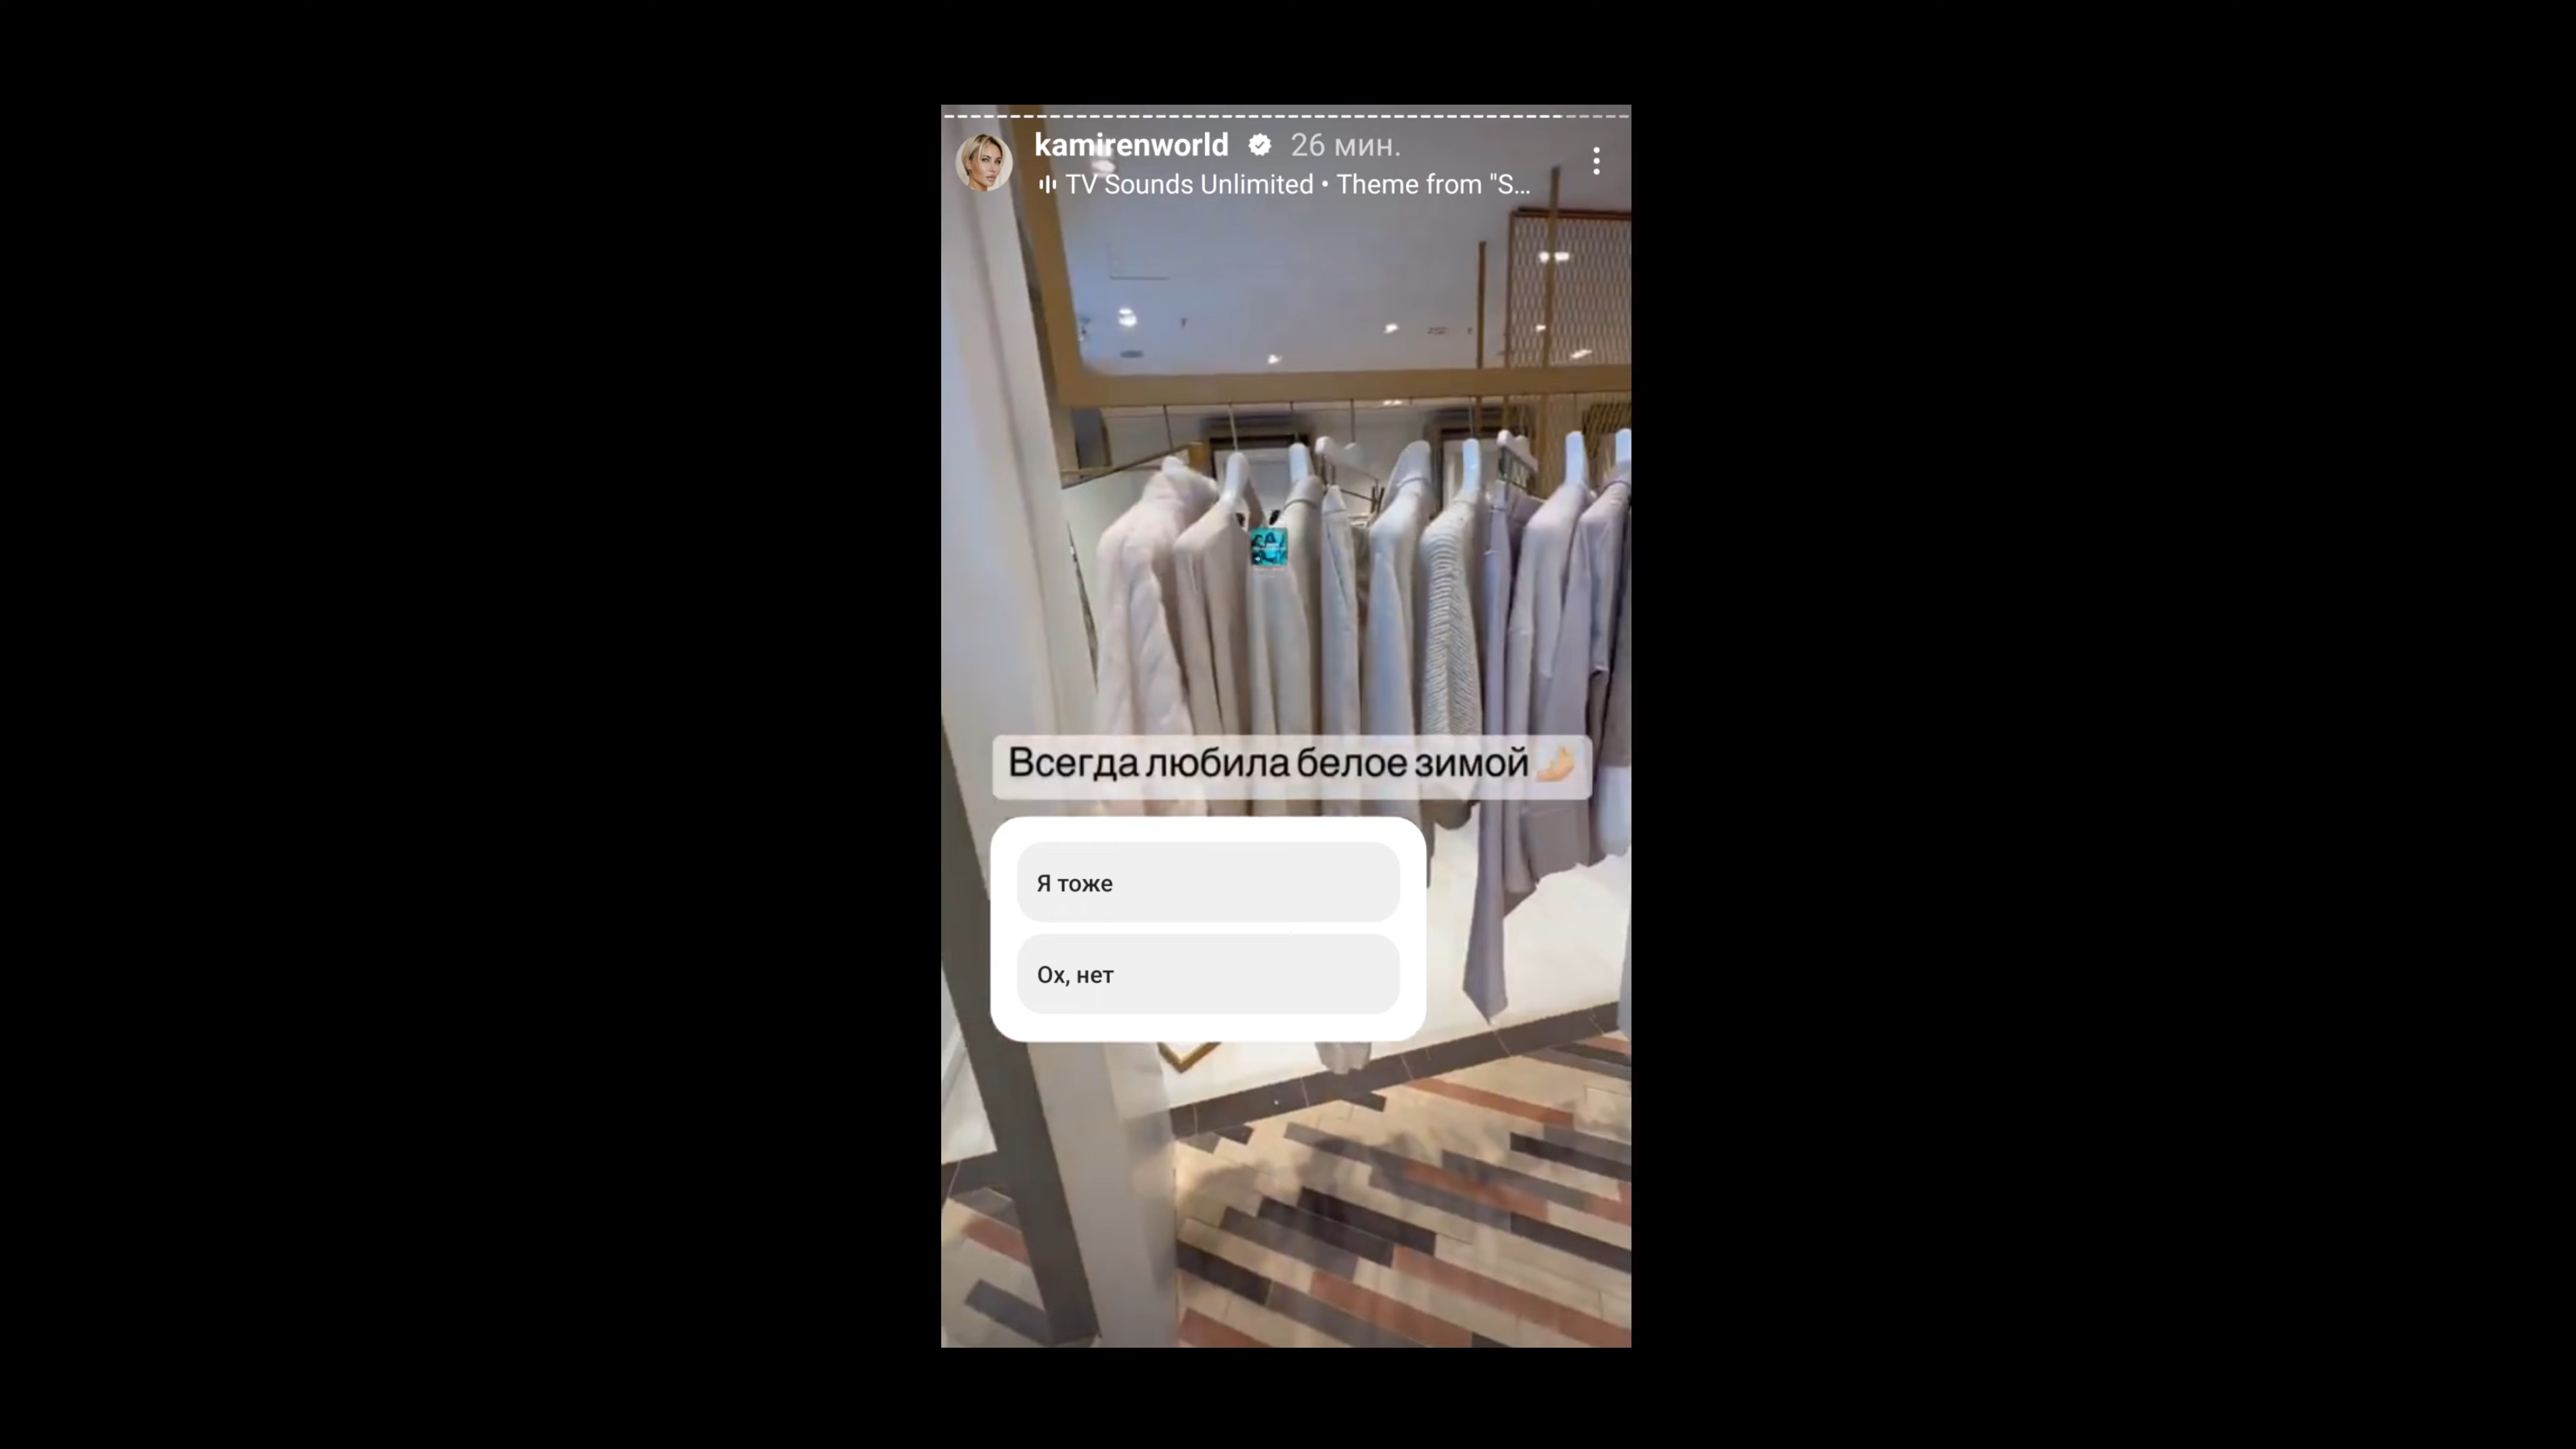 kamirenworld 26 мин.
TV Sounds Unlimited • Theme from "S...
Всегда любила белое зимой🤌🏼
Я тоже
Ох, нет